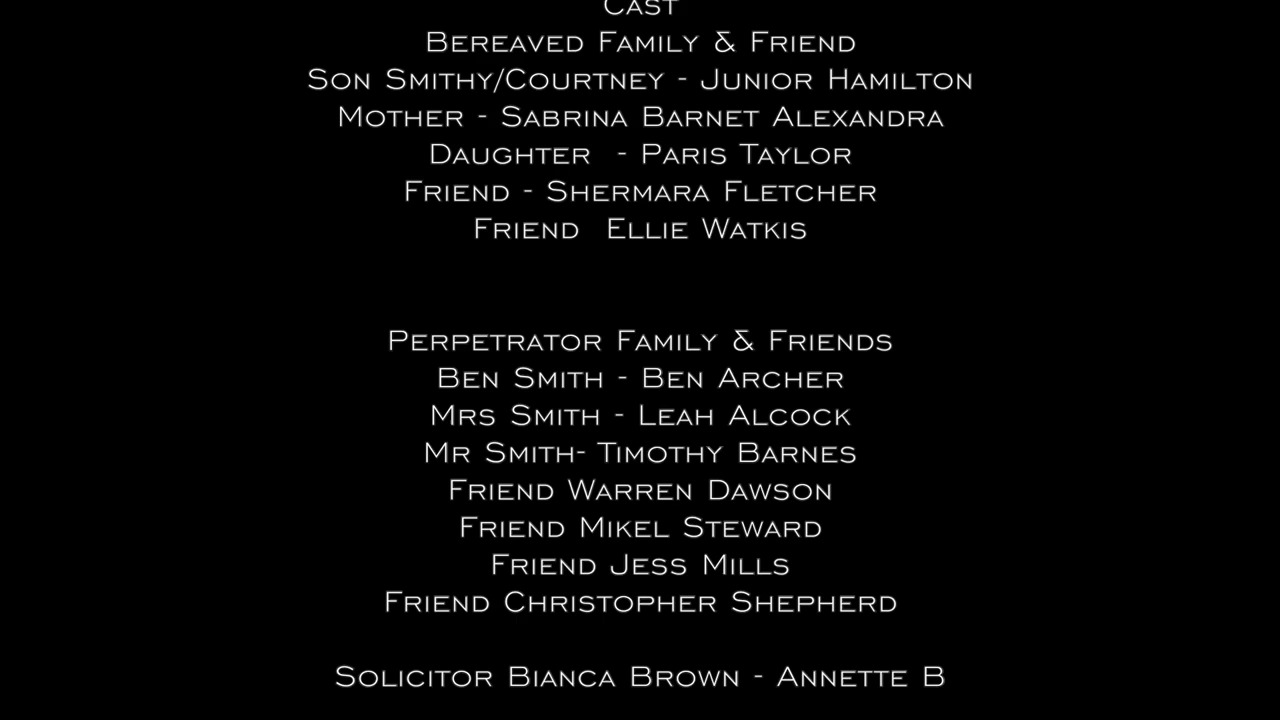 Cast
Bereaved Family & Friend
Son Smithy/Courtney - Junior Hamilton
Mother - Sabrina Barnet Alexandra
Daughter - Paris Taylor
Friend - Shermara Fletcher
Friend Ellie Watkis
Perpetrator Family & Friends
Ben Smith - Ben Archer
Mrs Smith - Leah Alcock
Mr Smith- Timothy Barnes
Friend Warren Dawson
Friend Mikel Steward
Friend Jess Mills
Friend Christopher Shepherd
Solicitor Bianca Brown - Annette B